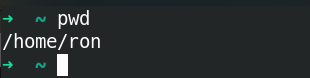 ➜  ~ pwd
/home/ron
➜  ~